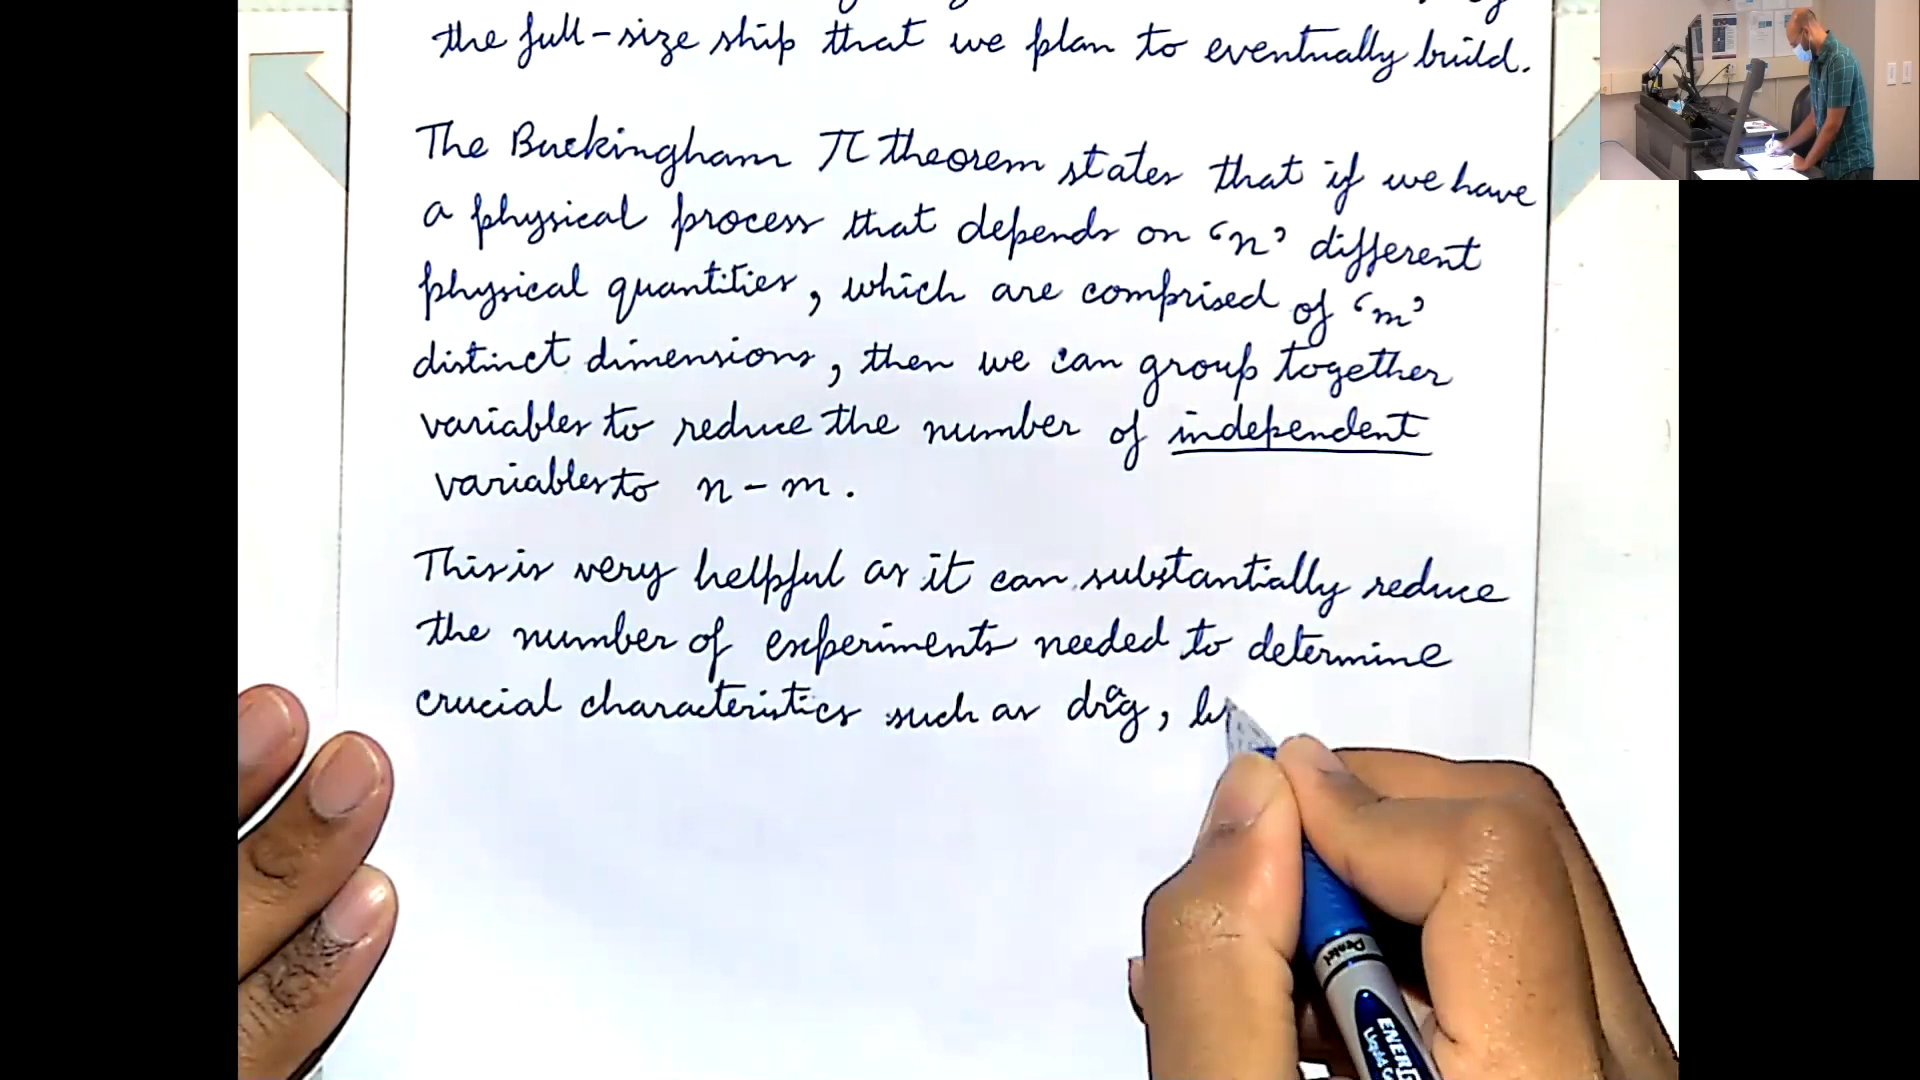 the full-size ship that we plan to eventually build.
The Buckingham π theorem states that if we have
a physical process that depends on 'n' different
physical quantities, which are comprised of 'm'
distinct dimensions, then we can group together
variables to reduce the number of independent
variables to n - m.
This is very helpful as it can substantially reduce
the number of experiments needed to determine
crucial characteristics such as drag,
Pentel
ENERG